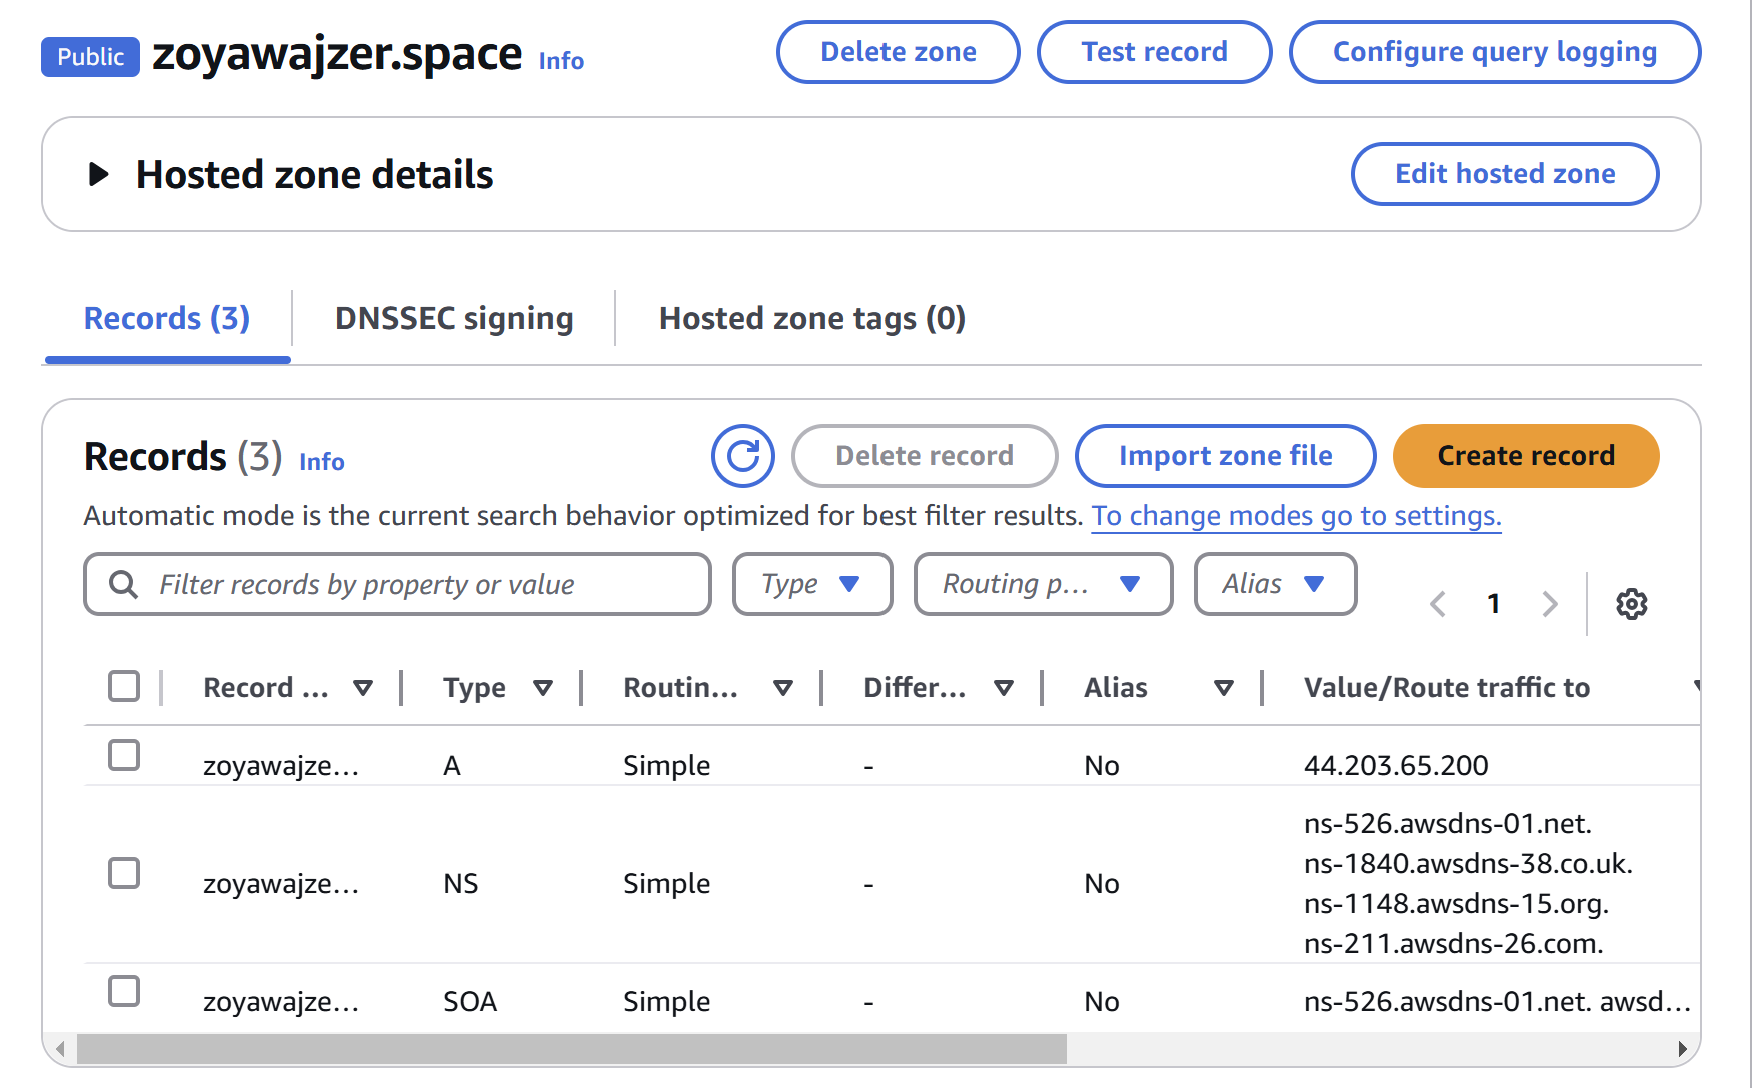 Public zoyawajzer.space Info Delete zone Test record Configure query logging
Hosted zone details Edit hosted zone
Records (3) DNSSEC signing Hosted zone tags (0)
Records (3) Info Delete record Import zone file Create record
Automatic mode is the current search behavior optimized for best filter results. To change modes go to settings.
Filter records by property or value Type Routing p... Alias 1
Record ... Type Routin... Differ... Alias Value/Route traffic to
zoyawajze... A Simple - No 44.203.65.200
zoyawajze... NS Simple - No ns-526.awsdns-01.net.
ns-1840.awsdns-38.co.uk.
ns-1148.awsdns-15.org.
ns-211.awsdns-26.com.
zoyawajze... SOA Simple - No ns-526.awsdns-01.net. awsd...